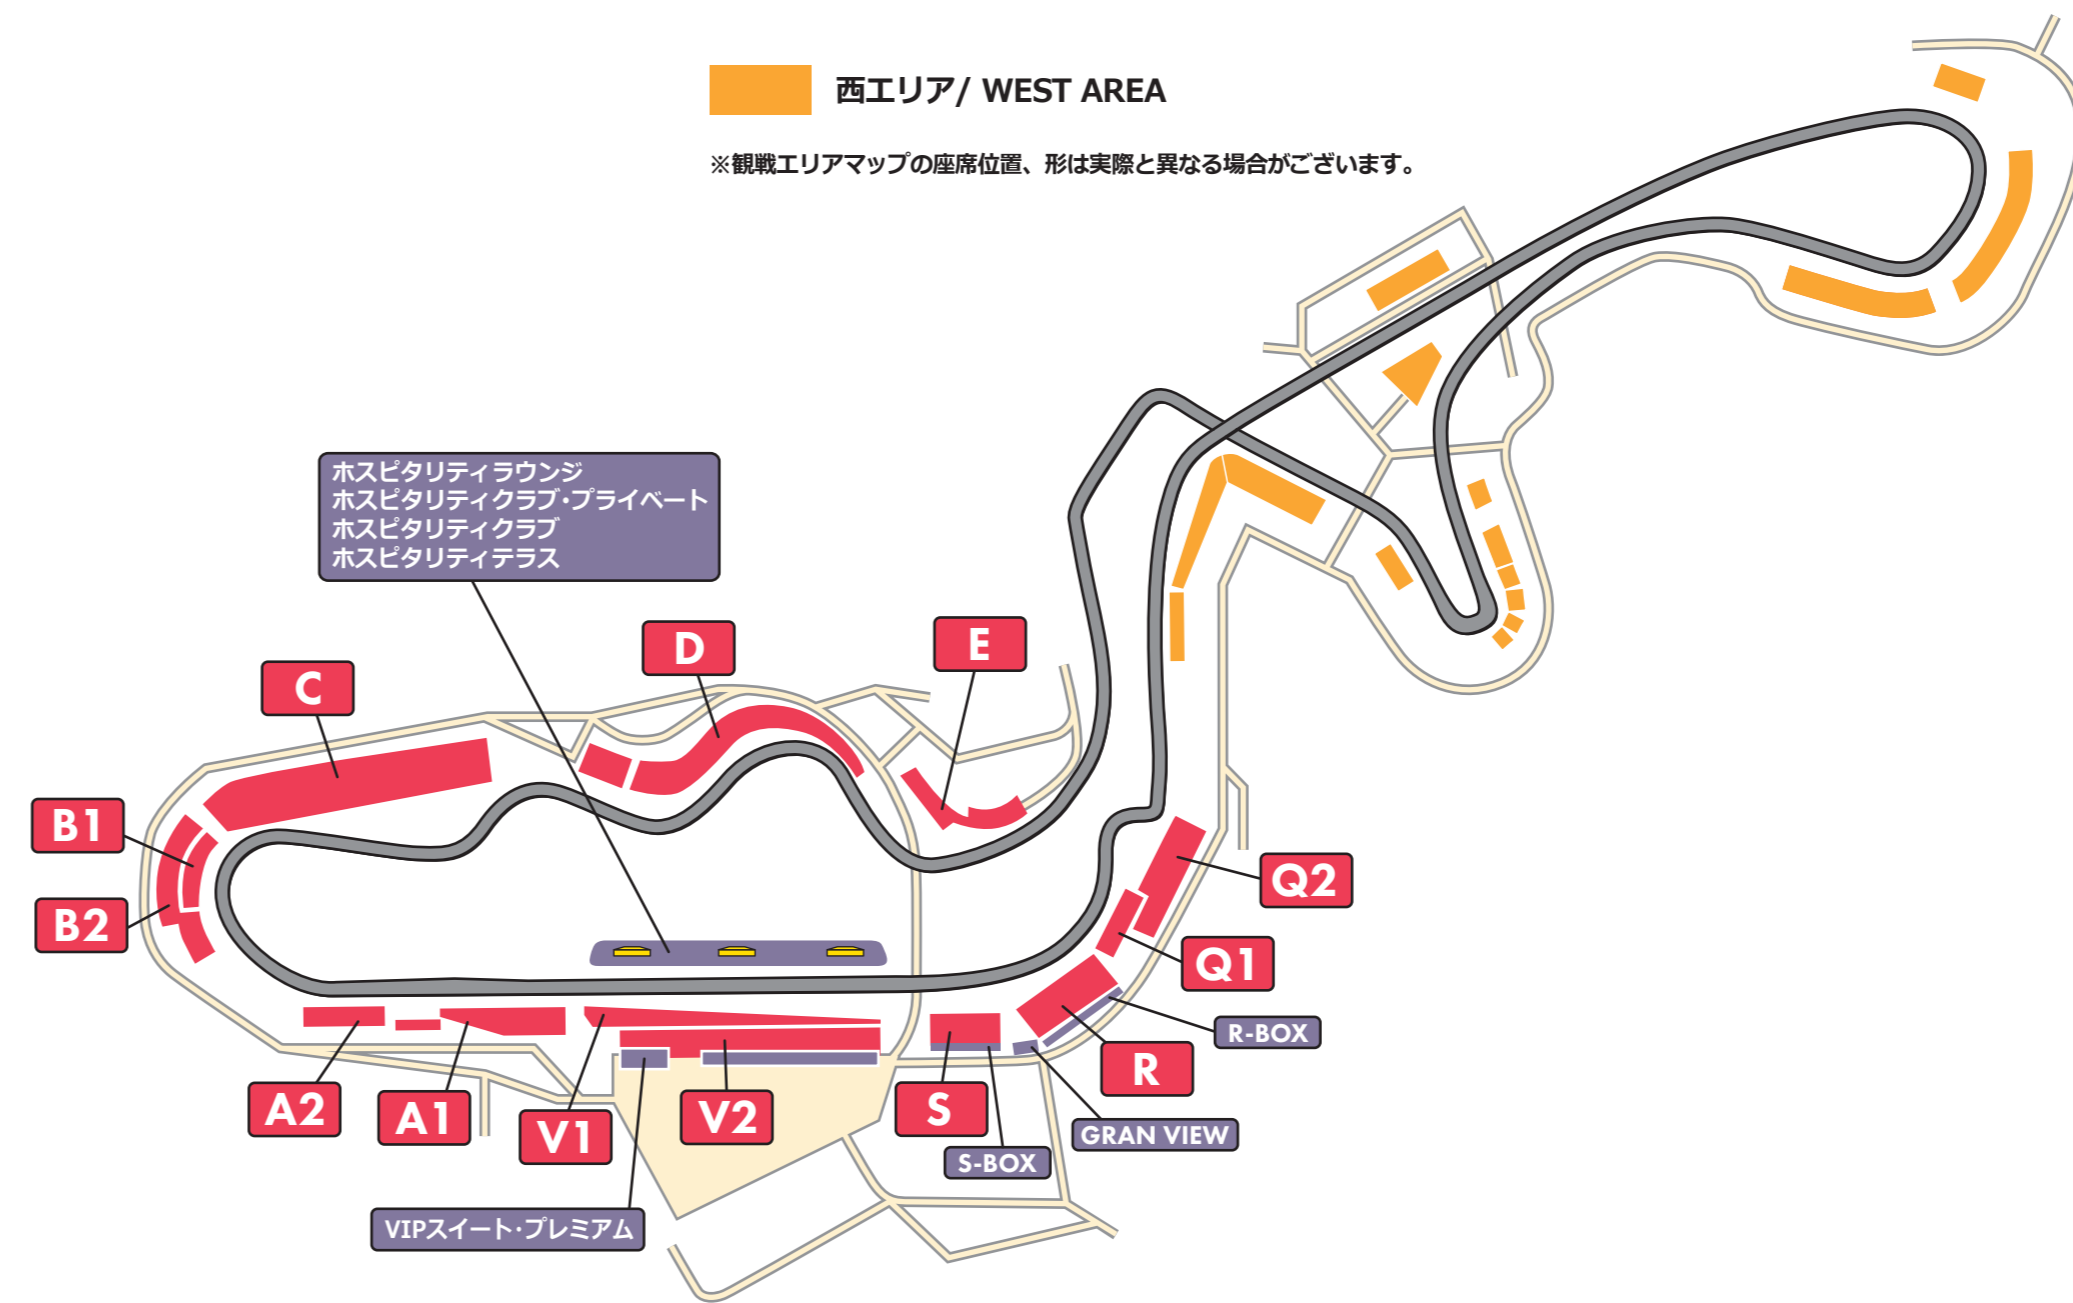 西エリア/ WEST AREA
※観戦エリアマップの座席位置、形は実際と異なる場合がございます。
ホスピタリティラウンジ
ホスピタリティクラブ・プライベート
ホスピタリティクラブ
ホスピタリティテラス
D
E
C
B1
B2
Q2
Q1
R-BOX
R
A2
A1
V1
V2
S
GRAN VIEW
S-BOX
VIPスイート・プレミアム